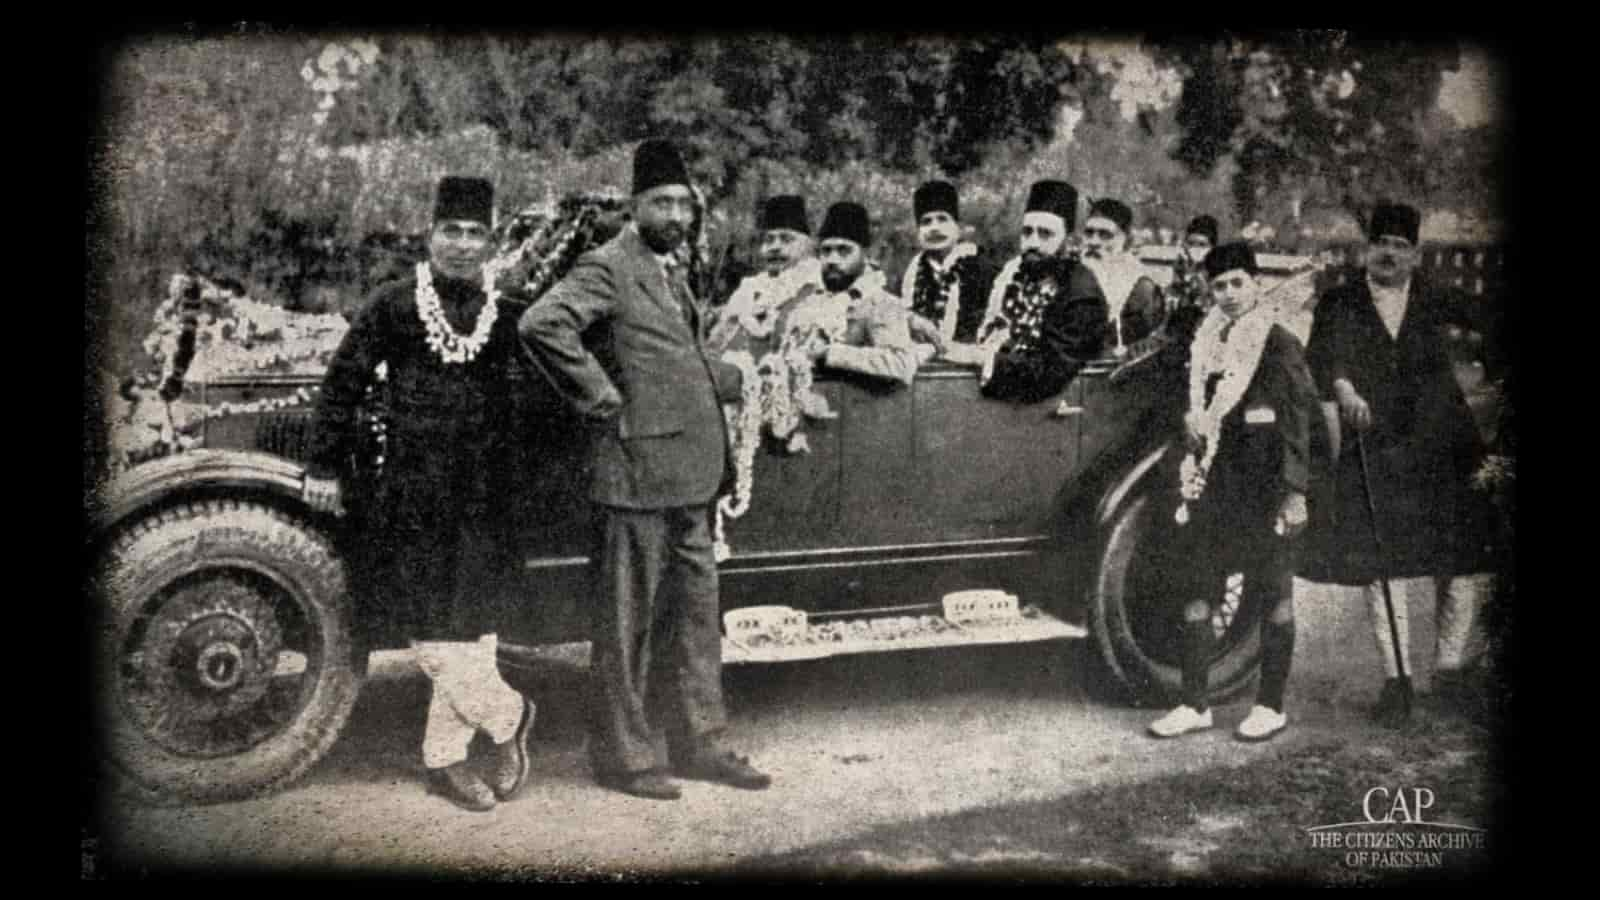 CAP
THE CITIZENS ARCHIVE
OF PAKISTAN